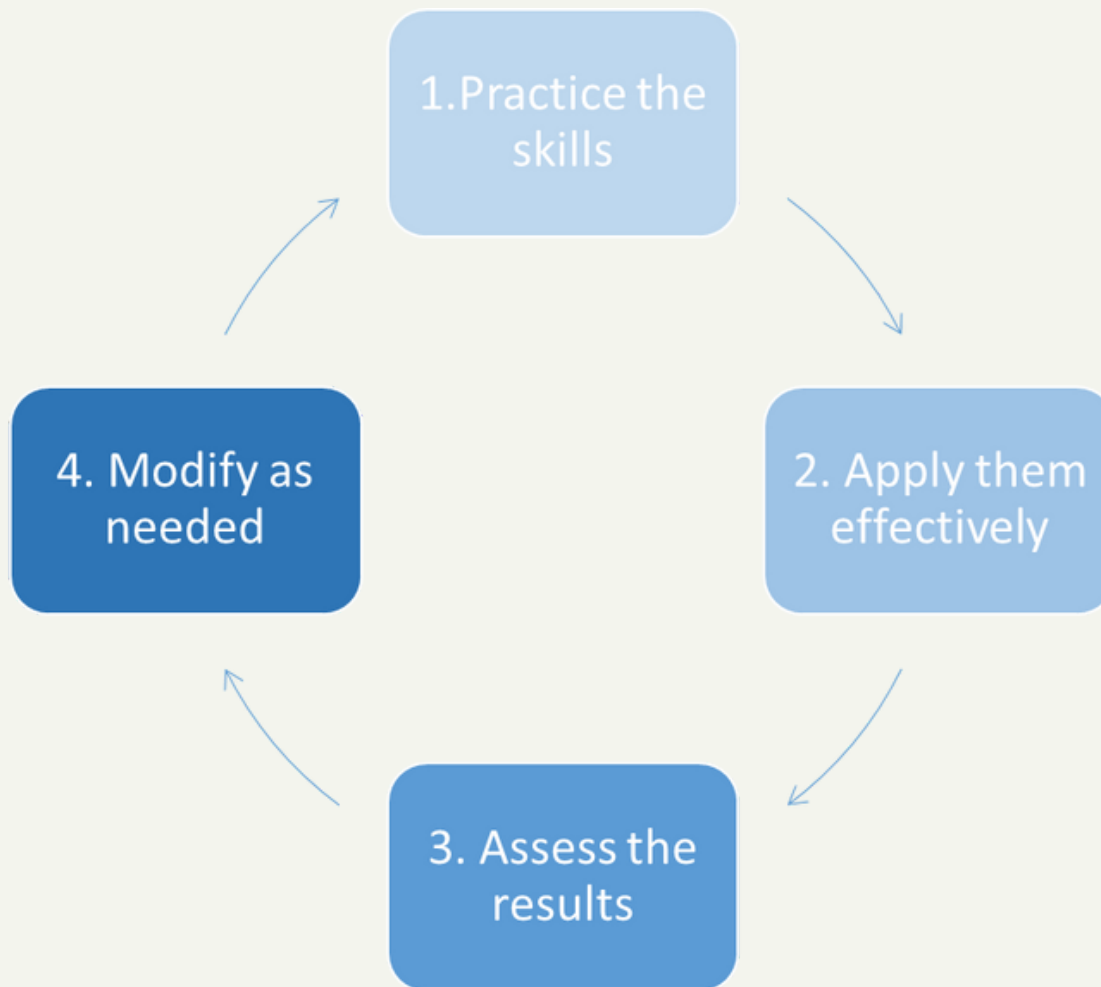 1.Practice the
skills
2. Apply them
effectively
3. Assess the
results
4. Modify as
needed